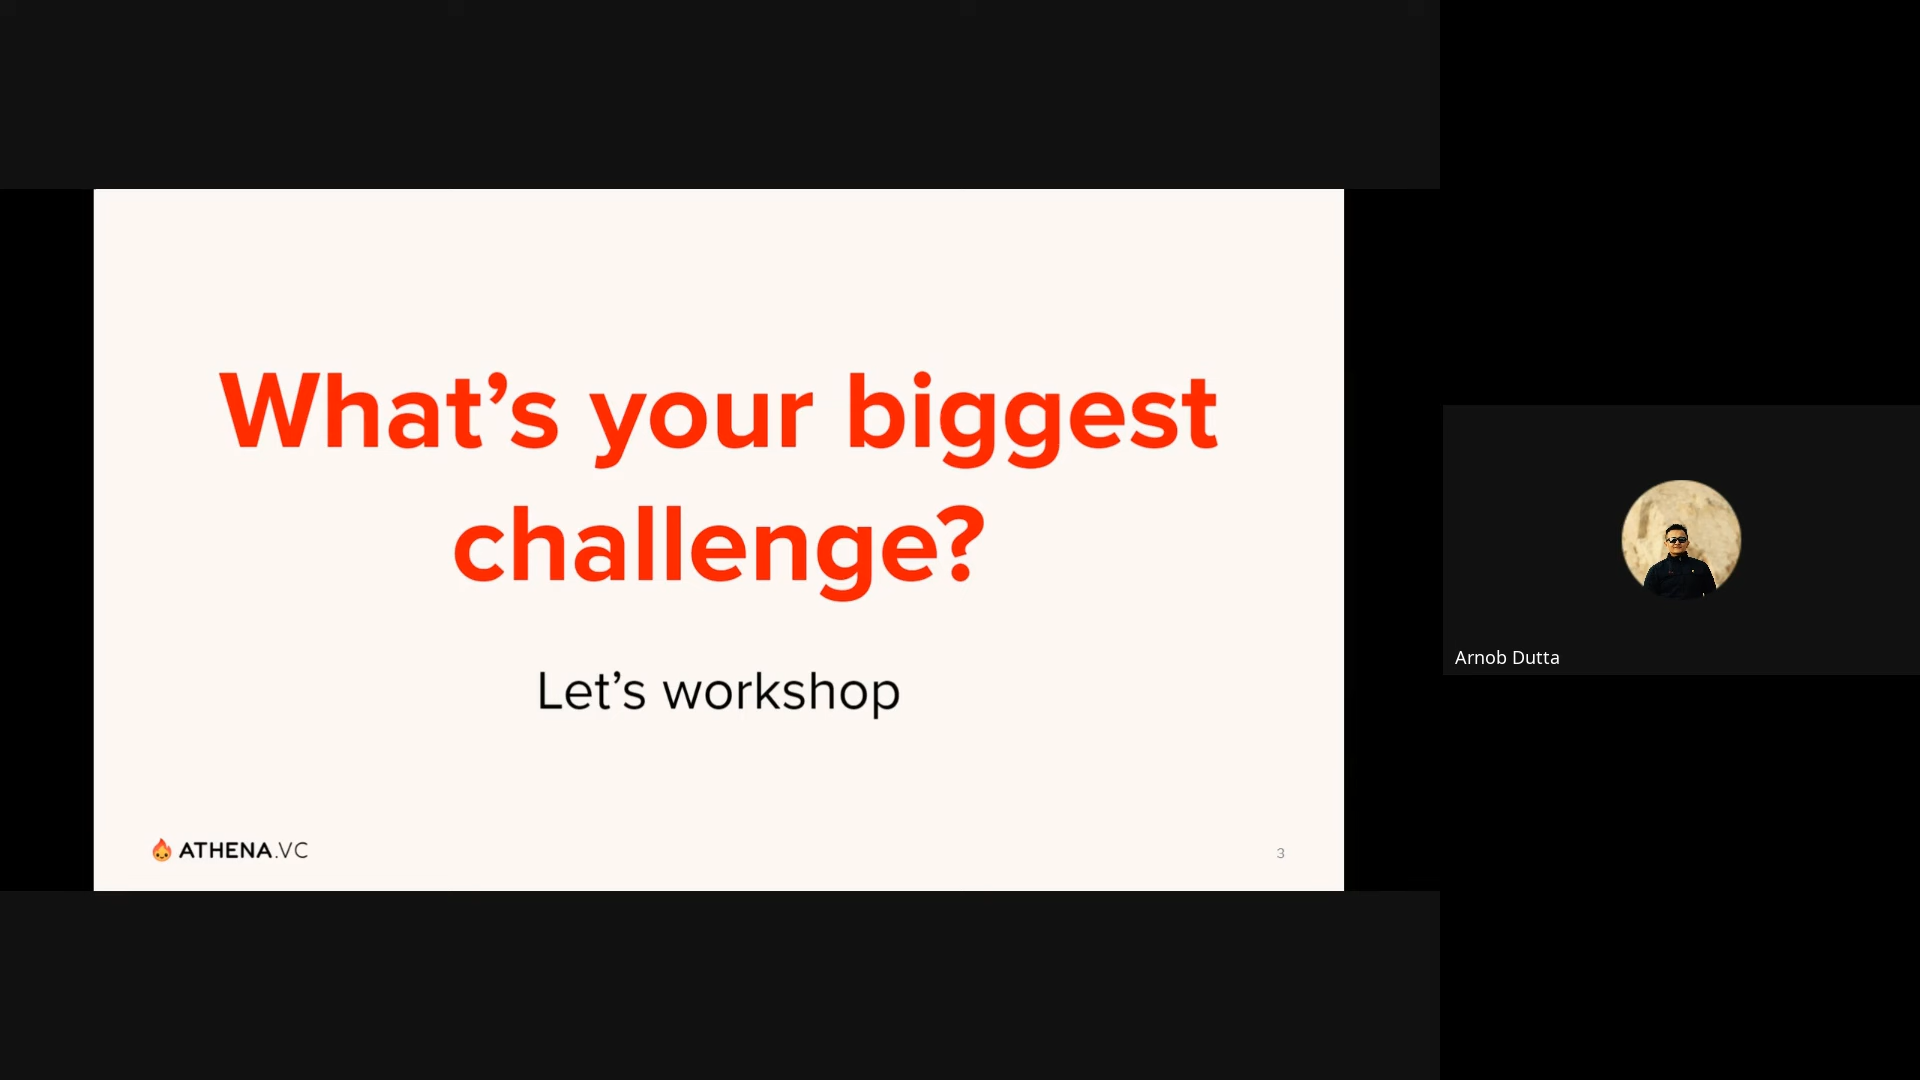 What’s your biggest
challenge?
Let’s workshop
ATHENA.VC
3
Arnob Dutta